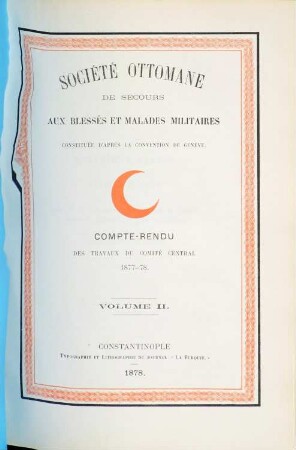 SOCIÉTÉ OTTOMANE
DE SECOURS
AUX BLESSÉS ET MALADES MILITAIRES
CONSTITUÉE D'APRÈS LA CONVENTION DE GENÈVE.
COMPTE-RENDU
DES TRAVAUX DU COMITÉ CENTRAL
1877-78.
VOLUME II.
CONSTANTINOPLE
TYPOGRAPHIE ET LITHOGRAPHIE DU JOURNAL « LA TURQUIE. »
1878.